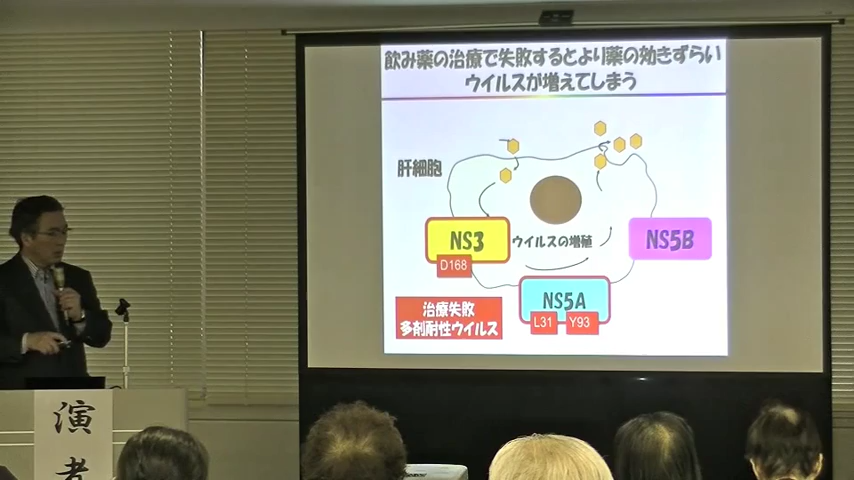 飲み薬の治療で失敗するとより薬の効きずらい
ウイルスが増えてしまう
肝細胞
NS3
D168
ウイルスの増殖
NS5B
NS5A
L31
Y93
治療失敗
多剤耐性ウイルス
演者